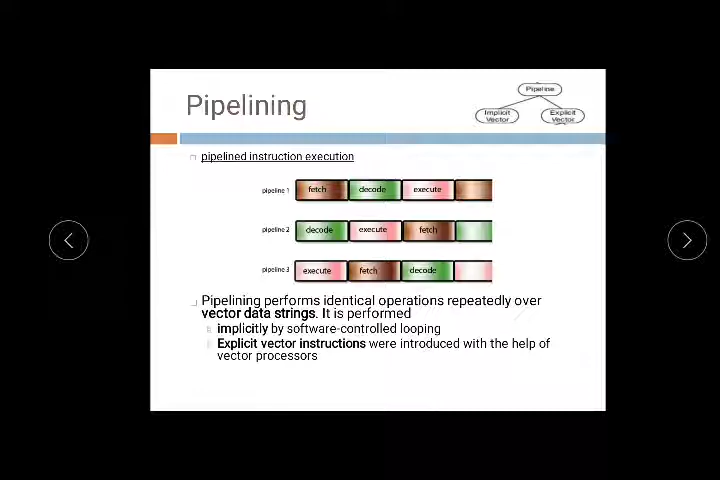 Pipelining
Pipeline
Implicit
Vector
Explicit
Vector
pipelined instruction execution
pipeline 1 fetch decode execute
pipeline 2 decode execute fetch
pipeline 3 execute fetch decode
Pipelining performs identical operations repeatedly over
vector data strings. It is performed
implicitly by software-controlled looping
Explicit vector instructions were introduced with the help of
vector processors